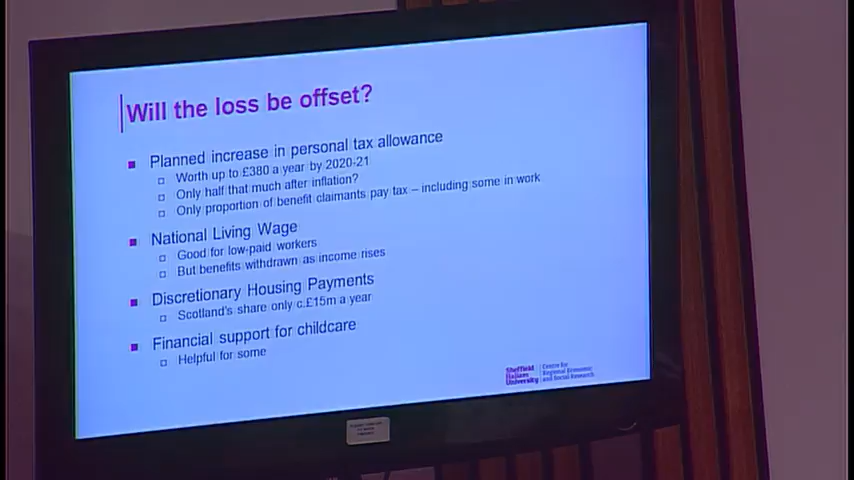 Will the loss be offset?
Planned increase in personal tax allowance
Worth up to £380 a year by 2020-21
Only half that much after inflation?
Only proportion of benefit claimants pay tax – including some in work
National Living Wage
Good for low-paid workers
But benefits withdrawn as income rises
Discretionary Housing Payments
Scotland's share only c.£15m a year
Financial support for childcare
Helpful for some
Sheffield
Hallam
University
Centre for
Regional Economic
and Social Research